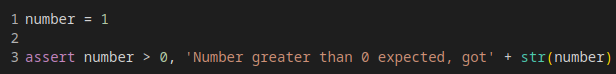 1 number = 1
2
3 assert number > 0, 'Number greater than 0 expected, got' + str(number)